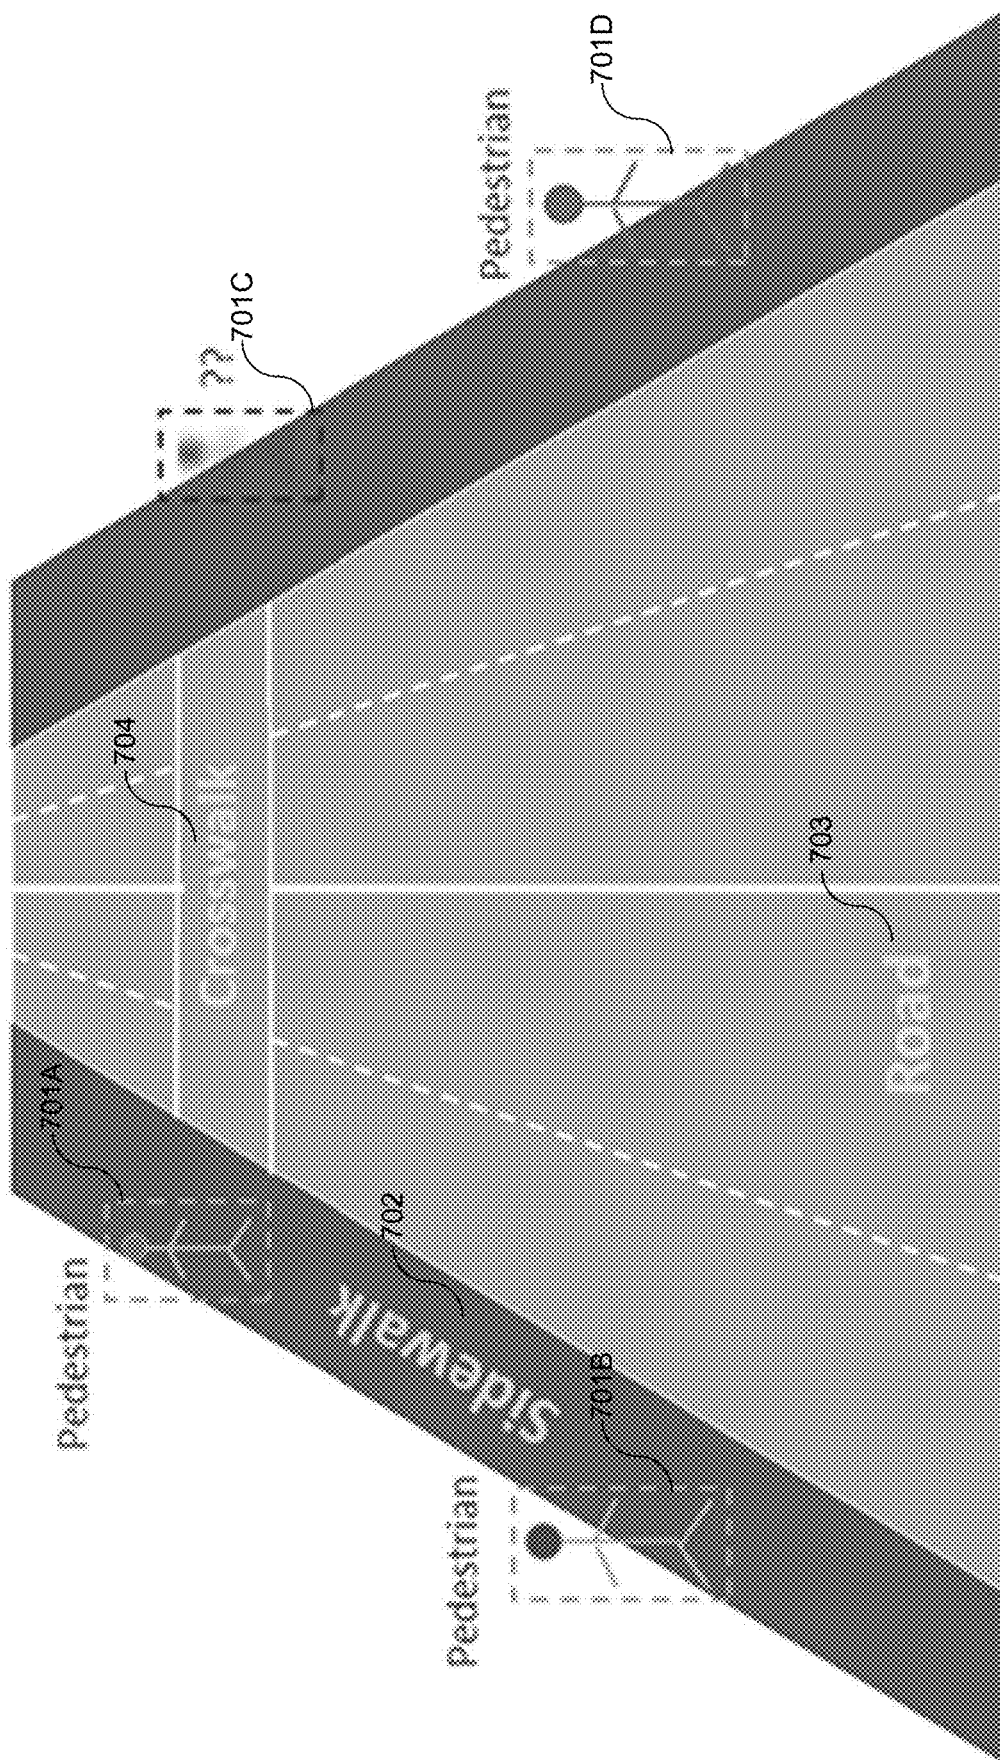 701A
Pedestrian
704
Crosswalk
??
701C
702
Sidewalk
Pedestrian
Pedestrian
701B
701D
703
Road